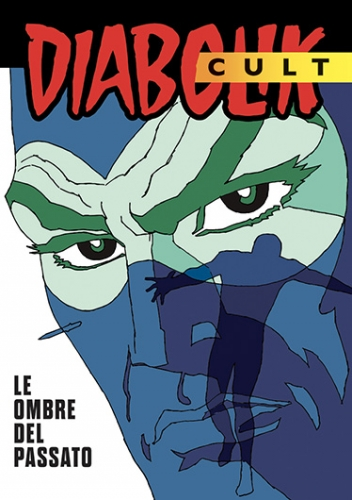 DIABOLIK
CULT
LE
OMBRE
DEL
PASSATO